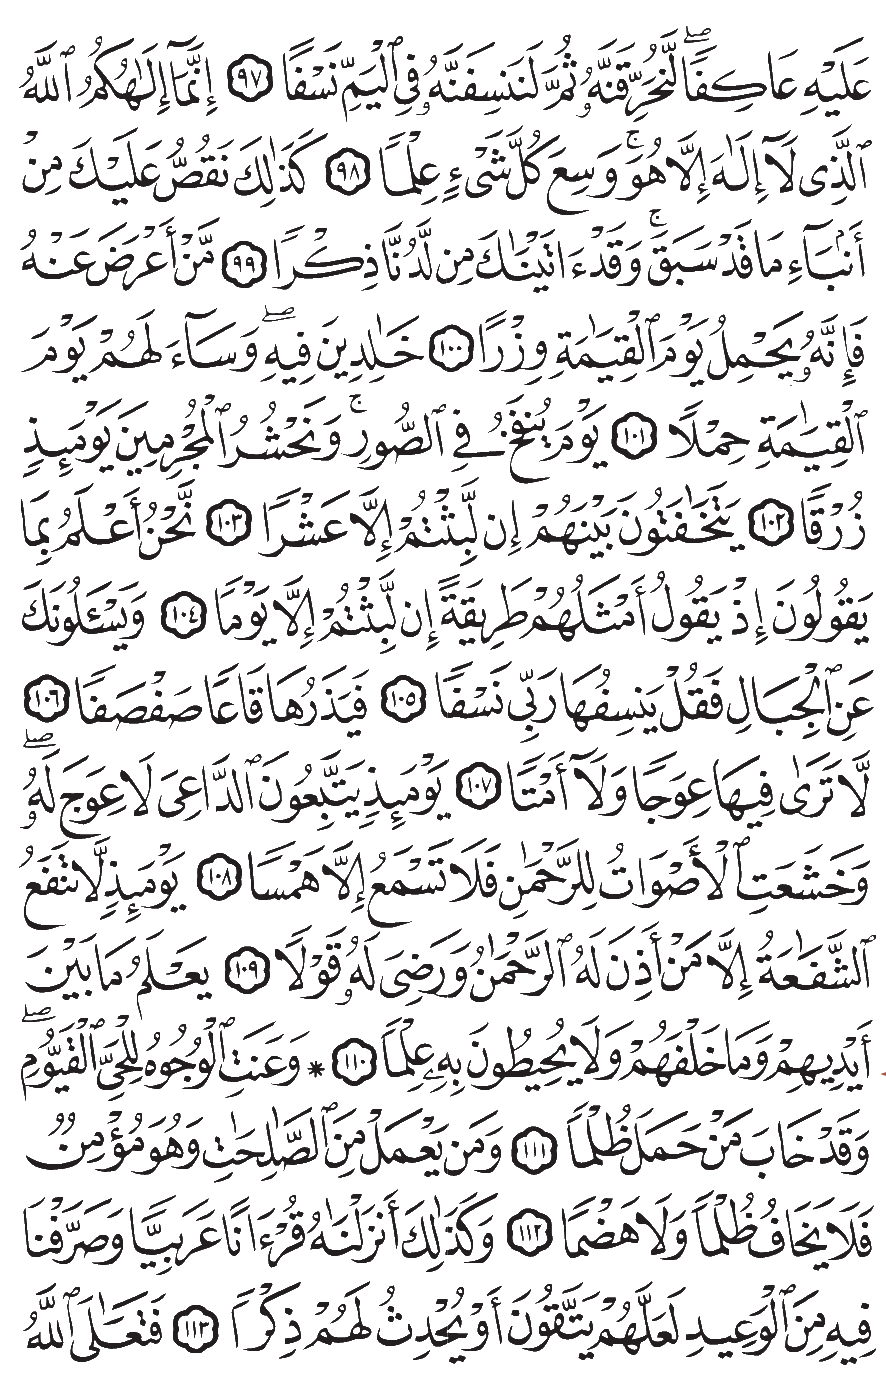 عَلَيْهِ عَاكِفًاۖ لَّنُحَرِّقَنَّهُۥ ثُمَّ لَنَنسِفَنَّهُۥ فِي ٱلْيَمِّ نَسْفًا ٩٧ إِنَّمَآ إِلَٰهُكُمُ ٱللَّهُ
ٱلَّذِي لَآ إِلَٰهَ إِلَّا هُوَۚ وَسِعَ كُلَّ شَيْءٍ عِلْمًا ٩٨ كَذَٰلِكَ نَقُصُّ عَلَيْكَ مِنْ
أَنۢبَآءِ مَا قَدْ سَبَقَۚ وَقَدْ ءَاتَيْنَٰكَ مِن لَّدُنَّا ذِكْرًا ٩٩ مَّنْ أَعْرَضَ عَنْهُ
فَإِنَّهُۥ يَحْمِلُ يَوْمَ ٱلْقِيَٰمَةِ وِزْرًا ١٠٠ خَٰلِدِينَ فِيهِۖ وَسَآءَ لَهُمْ يَوْمَ
ٱلْقِيَٰمَةِ حِمْلًا ١٠١ يَوْمَ يُنفَخُ فِي ٱلصُّورِۚ وَنَحْشُرُ ٱلْمُجْرِمِينَ يَوْمَئِذٍ
زُرْقًا ١٠٢ يَتَخَٰفَتُونَ بَيْنَهُمْ إِن لَّبِثْتُمْ إِلَّا عَشْرًا ١٠٣ نَّحْنُ أَعْلَمُ بِمَا
يَقُولُونَ إِذْ يَقُولُ أَمْثَلُهُمْ طَرِيقَةً إِن لَّبِثْتُمْ إِلَّا يَوْمًا ١٠٤ وَيَسْـَٔلُونَكَ
عَنِ ٱلْجِبَالِ فَقُلْ يَنسِفُهَا رَبِّي نَسْفًا ١٠٥ فَيَذَرُهَا قَاعًا صَفْصَفًا ١٠٦
لَّا تَرَىٰ فِيهَا عِوَجًا وَلَآ أَمْتًا ١٠٧ يَوْمَئِذٍ يَتَّبِعُونَ ٱلدَّاعِيَ لَا عِوَجَ لَهُۥۖ
وَخَشَعَتِ ٱلْأَصْوَاتُ لِلرَّحْمَٰنِ فَلَا تَسْمَعُ إِلَّا هَمْسًا ١٠٨ يَوْمَئِذٍ لَّا تَنفَعُ
ٱلشَّفَٰعَةُ إِلَّا مَنْ أَذِنَ لَهُ ٱلرَّحْمَٰنُ وَرَضِيَ لَهُۥ قَوْلًا ١٠٩ يَعْلَمُ مَا بَيْنَ
أَيْدِيهِمْ وَمَا خَلْفَهُمْ وَلَا يُحِيطُونَ بِهِۦ عِلْمًا ١١٠ * وَعَنَتِ ٱلْوُجُوهُ لِلْحَيِّ ٱلْقَيُّومِۖ
وَقَدْ خَابَ مَنْ حَمَلَ ظُلْمًا ١١١ وَمَن يَعْمَلْ مِنَ ٱلصَّٰلِحَٰتِ وَهُوَ مُؤْمِنٌ
فَلَا يَخَافُ ظُلْمًا وَلَا هَضْمًا ١١٢ وَكَذَٰلِكَ أَنزَلْنَٰهُ قُرْءَانًا عَرَبِيًّا وَصَرَّفْنَا
فِيهِ مِنَ ٱلْوَعِيدِ لَعَلَّهُمْ يَتَّقُونَ أَوْ يُحْدِثُ لَهُمْ ذِكْرًا ١١٣ فَتَعَٰلَى ٱللَّهُ